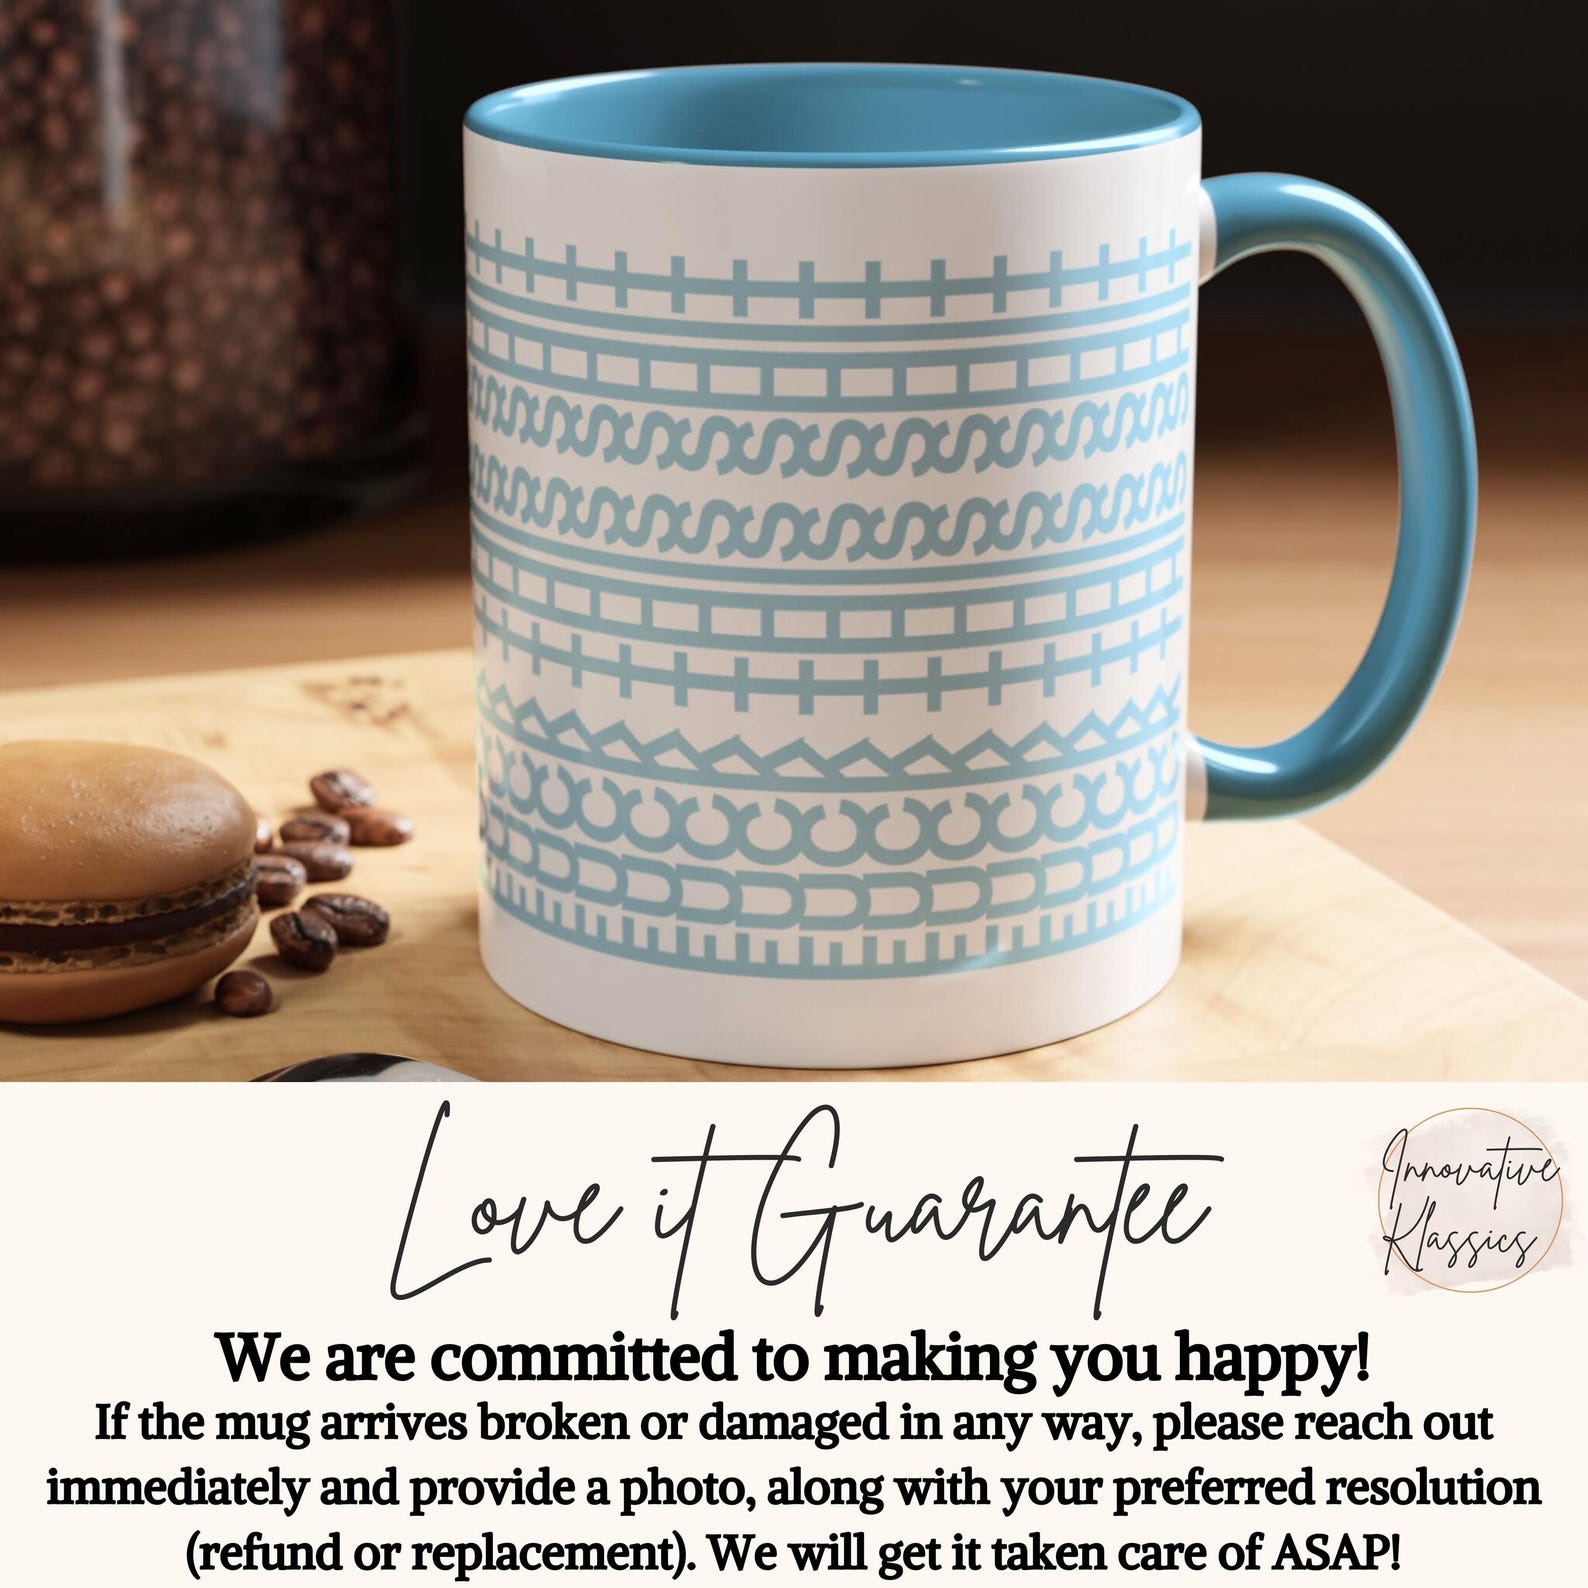 Love it Guarantee
Innovative
Klassics
We are committed to making you happy!
If the mug arrives broken or damaged in any way, please reach out
immediately and provide a photo, along with your preferred resolution
(refund or replacement). We will get it taken care of ASAP!